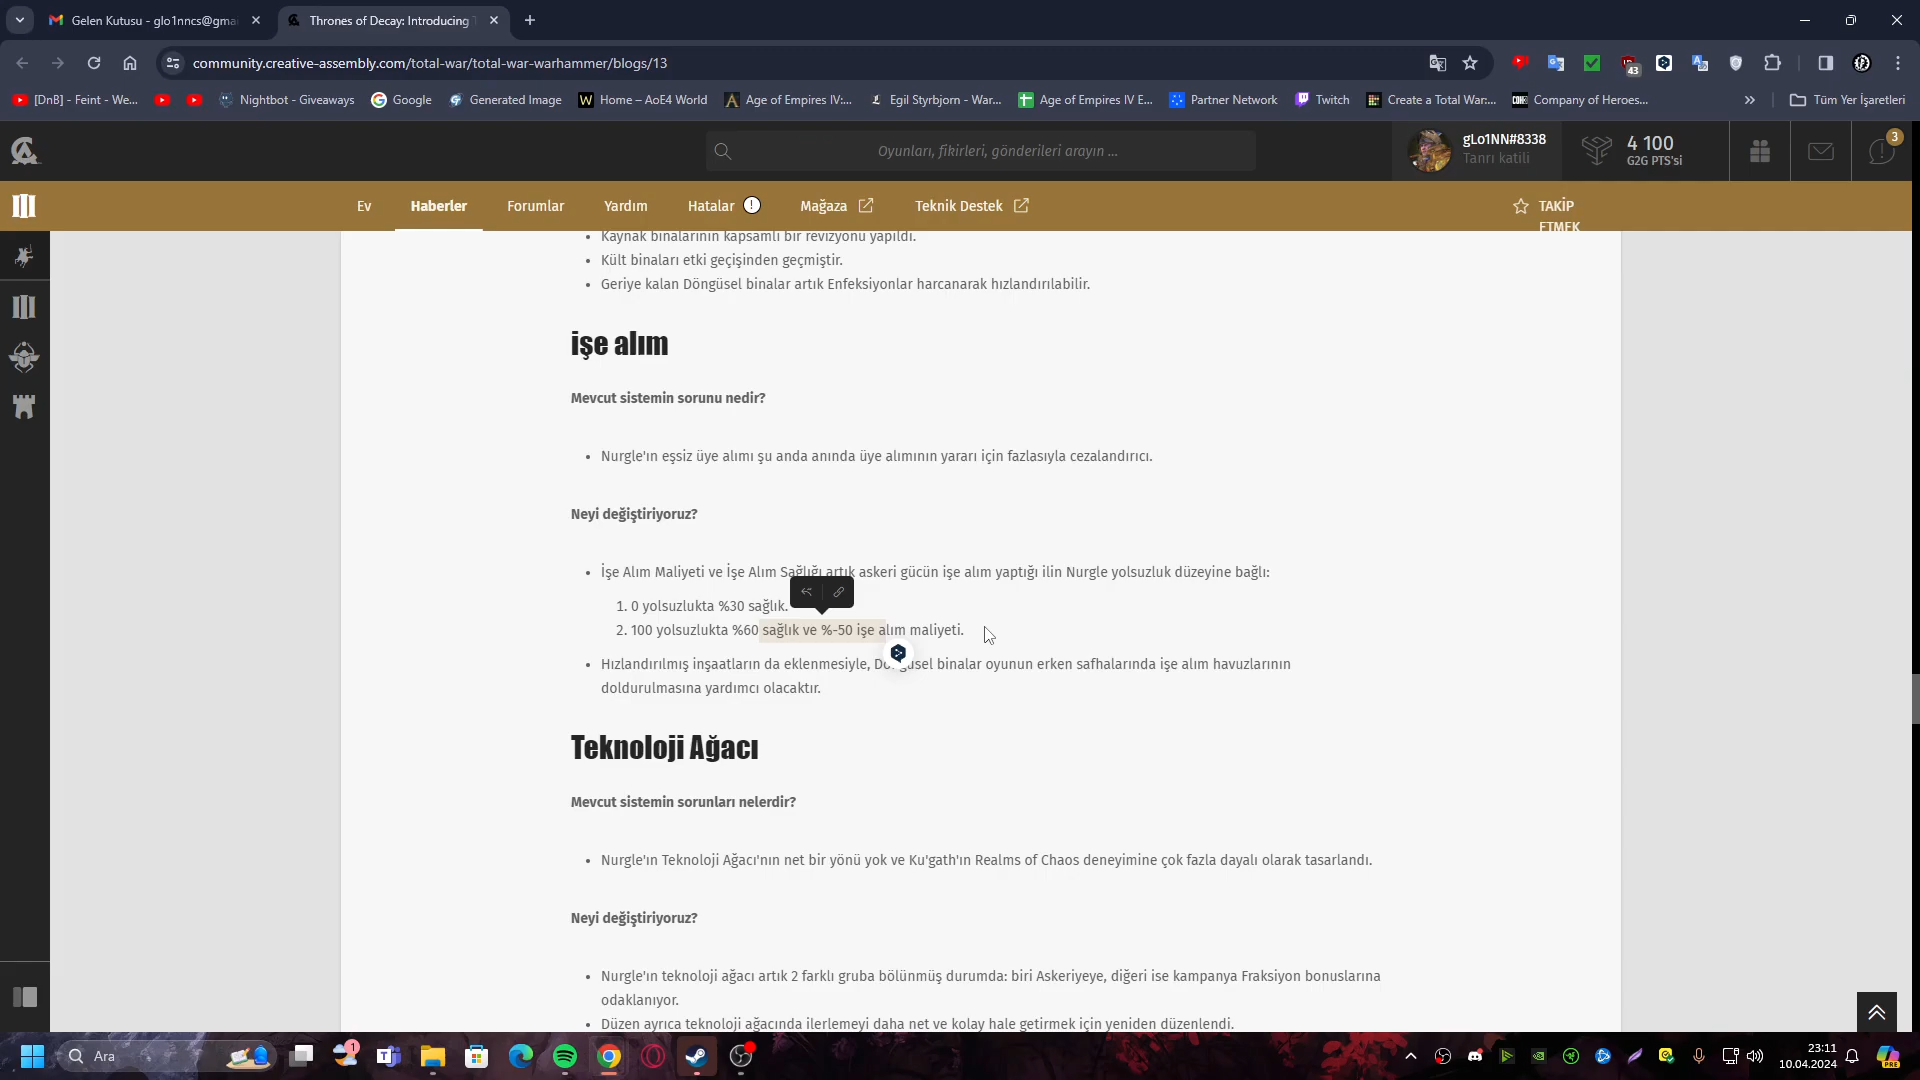 Gelen Kutusu - glo1nncs@gma
Thrones of Decay: Introducing T
community.creative-assembly.com/total-war/total-war-warhammer/blogs/13
43
[DnB] - Feint - We...
Nightbot - Giveaways
Google
Generated Image
Home – AoE4 World
Age of Empires IV:...
Egil Styrbjorn - War...
Age of Empires IV E...
Partner Network
Twitch
Create a Total War:...
Company of Heroes...
Tüm Yer İşaretleri
Oyunları, fikirleri, gönderileri arayın ...
gLo1NN#8338
Tanrı katili
4 100
G2G PTS'si
3
Ev
Haberler
Forumlar
Yardım
Hatalar
Mağaza
Teknik Destek
TAKİP
ETMEK
Kaynak binalarının kapsamlı bir revizyonu yapıldı.
Kült binaları etki geçişinden geçmiştir.
Geriye kalan Döngüsel binalar artık Enfeksiyonlar harcanarak hızlandırılabilir.
işe alım
Mevcut sistemin sorunu nedir?
Nurgle'ın eşsiz üye alımı şu anda anında üye alımının yararı için fazlasıyla cezalandırıcı.
Neyi değiştiriyoruz?
İşe Alım Maliyeti ve İşe Alım Sağlığı artık askeri gücün işe alım yaptığı ilin Nurgle yolsuzluk düzeyine bağlı:
1. 0 yolsuzlukta %30 sağlık.
2. 100 yolsuzlukta %60 sağlık ve %-50 işe alım maliyeti.
Hızlandırılmış inşaatların da eklenmesiyle, Döngüsel binalar oyunun erken safhalarında işe alım havuzlarının
doldurulmasına yardımcı olacaktır.
Teknoloji Ağacı
Mevcut sistemin sorunları nelerdir?
Nurgle'ın Teknoloji Ağacı'nın net bir yönü yok ve Ku'gath'ın Realms of Chaos deneyimine çok fazla dayalı olarak tasarlandı.
Neyi değiştiriyoruz?
Nurgle'ın teknoloji ağacı artık 2 farklı gruba bölünmüş durumda: biri Askeriyeye, diğeri ise kampanya Fraksiyon bonuslarına
odaklanıyor.
Düzen ayrıca teknoloji ağacında ilerlemeyi daha net ve kolay hale getirmek için yeniden düzenlendi.
Ara
1
23:11
10.04.2024
PRE